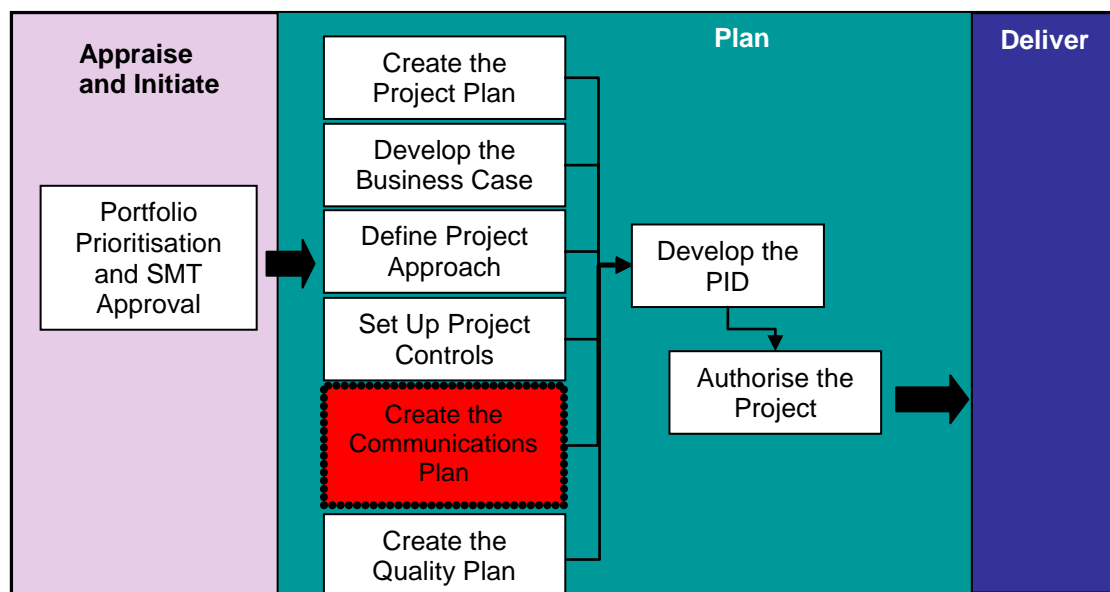 Appraise
and Initiate
Portfolio
Prioritisation
and SMT
Approval
Plan
Create the
Project Plan
Develop the
Business Case
Define Project
Approach
Set Up Project
Controls
Create the
Communications
Plan
Create the
Quality Plan
Develop the
PID
Authorise the
Project
Deliver